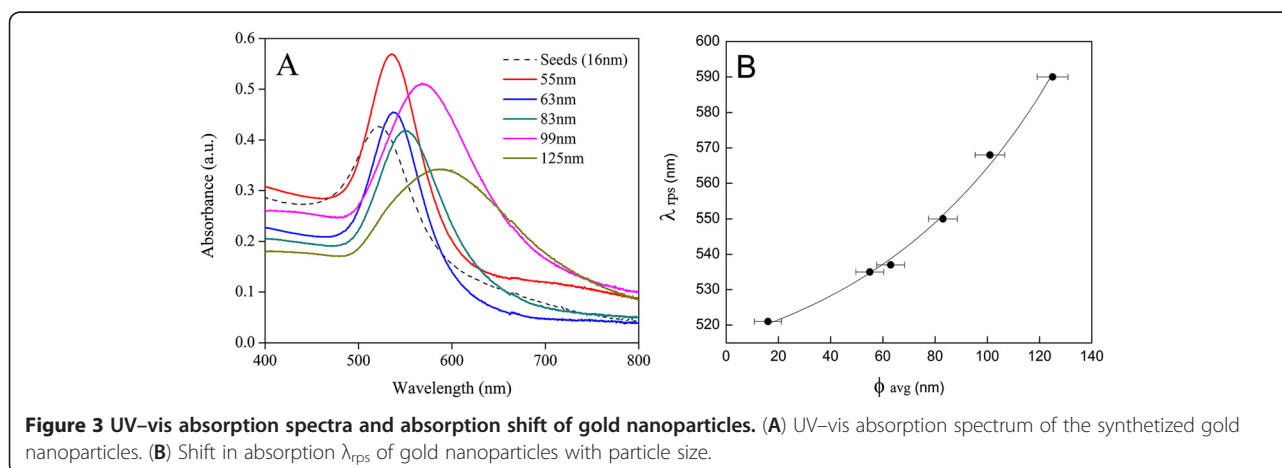 A
0.6
0.5
0.4
0.3
0.2
0.1
0.0
Absorbance (a.u.)
400
500
600
700
800
Wavelength (nm)
Seeds (16nm)
55nm
63nm
83nm
99nm
125nm
B
600
590
580
570
560
550
540
530
520
λ rps (nm)
0
20
40
60
80
100
120
140
ϕ avg (nm)
Figure 3 UV–vis absorption spectra and absorption shift of gold nanoparticles. (A) UV–vis absorption spectrum of the synthetized gold
nanoparticles. (B) Shift in absorption λrps of gold nanoparticles with particle size.